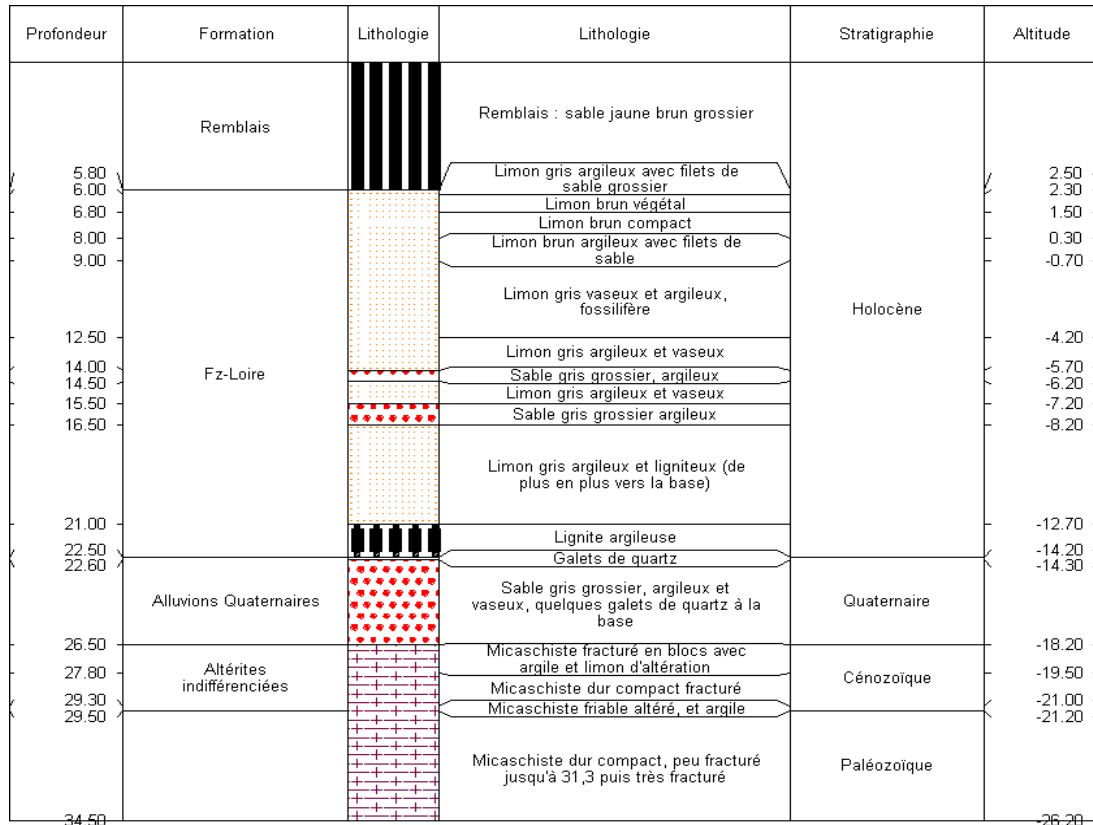 Profondeur Formation Lithologie Lithologie Stratigraphie Altitude
Remblais : sable jaune brun grossier
Remblais
5.80 Limon gris argileux avec filets de 2.50
6.00 sable grossier 2.30
Limon brun végétal
6.80 1.50
Limon brun compact
8.00 Limon brun argileux avec filets de 0.30
9.00 sable -0.70
Limon gris vaseux et argileux,
fossilifère Holocène
12.50 -4.20
Limon gris argileux et vaseux
14.00 -5.70
Fz-Loire Sable gris grossier, argileux
14.50 -6.20
Limon gris argileux et vaseux
15.50 -7.20
Sable gris grossier argileux
16.50 -8.20
Limon gris argileux et ligniteux (de
plus en plus vers la base)
21.00 -12.70
Lignite argileuse
22.50 -14.20
Galets de quartz
22.60 -14.30
Sable gris grossier, argileux et
Alluvions Quaternaires vaseux, quelques galets de quartz à la Quaternaire
base
26.50 -18.20
Micaschiste fracturé en blocs avec
Altérites argile et limon d'altération
27.80 -19.50
indifférenciées Micaschiste dur compact fracturé Cénozoïque
29.30 -21.00
Micaschiste friable altéré, et argile
29.50 -21.20
Micaschiste dur compact, peu fracturé Paléozoïque
jusqu'à 31,3 puis très fracturé
34.50 -26.20